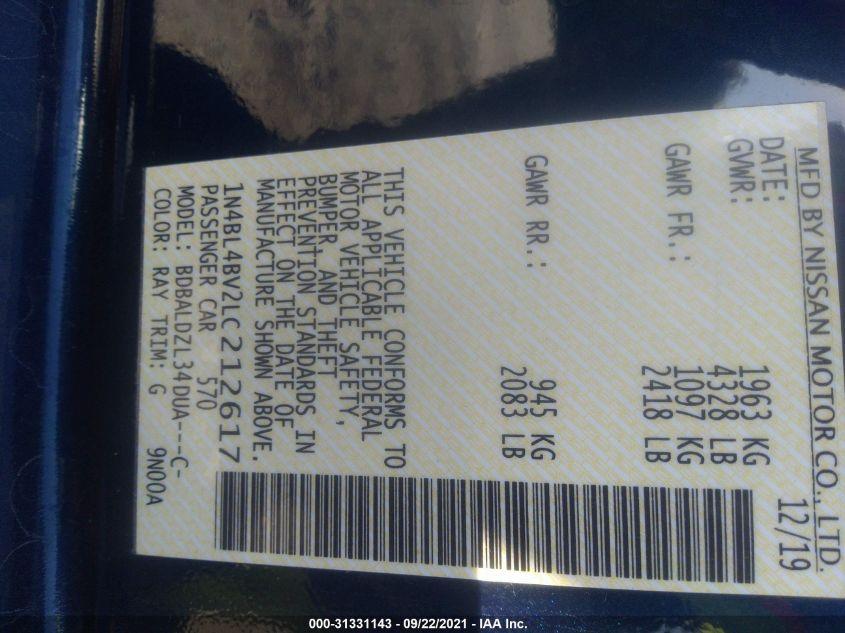 MFD BY NISSAN MOTOR CO., LTD.
DATE: 12/19
GVWR: 1963 KG
4328 LB
GAWR FR.: 1097 KG
2418 LB
GAWR RR.: 945 KG
2083 LB
THIS VEHICLE CONFORMS TO
ALL APPLICABLE FEDERAL
MOTOR VEHICLE SAFETY,
BUMPER, AND THEFT
PREVENTION STANDARDS IN
EFFECT ON THE DATE OF
MANUFACTURE SHOWN ABOVE.
1N4BL4BV2LC212617
PASSENGER CAR 570
MODEL: BDBALDZL34DUA---C-
COLOR: RAY TRIM: G 9N00A
000-31331143 - 09/22/2021 - IAA Inc.